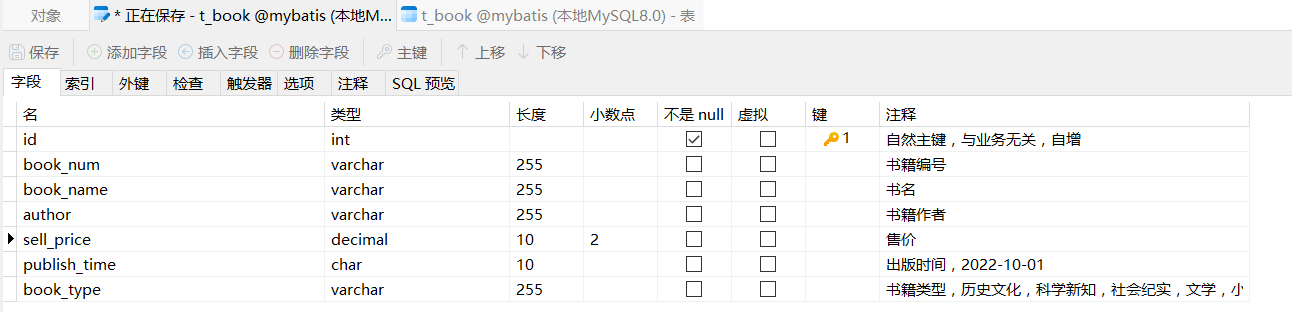 对象 * 正在保存 - t_book @mybatis (本地M... t_book @mybatis (本地MySQL8.0) - 表
保存 添加字段 插入字段 删除字段 主键 上移 下移
字段 索引 外键 检查 触发器 选项 注释 SQL 预览
名 类型 长度 小数点 不是 null 虚拟 键 注释
id int 1 自然主键，与业务无关，自增
book_num varchar 255 书籍编号
book_name varchar 255 书名
author varchar 255 书籍作者
sell_price decimal 10 2 售价
publish_time char 10 出版时间，2022-10-01
book_type varchar 255 书籍类型，历史文化，科学新知，社会纪实，文学，小